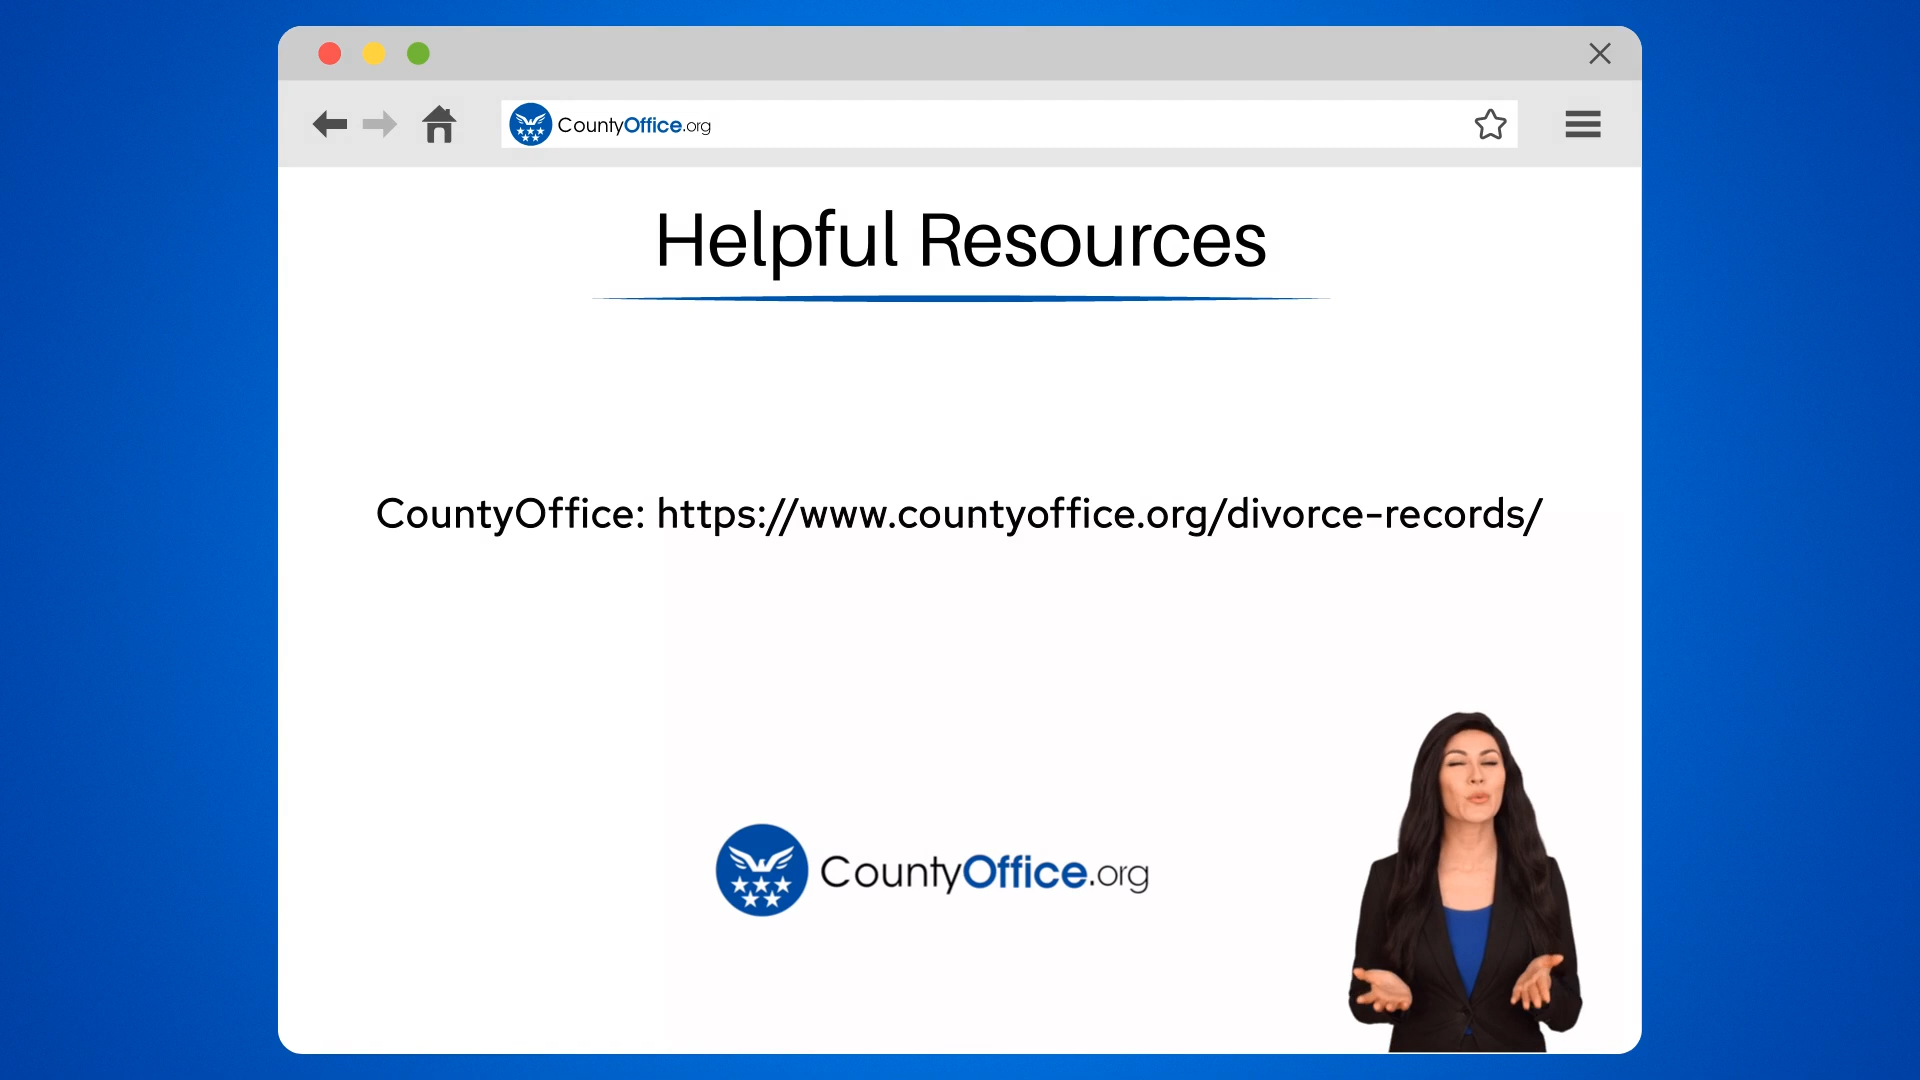 CountyOffice.org
Helpful Resources
CountyOffice: https://www.countyoffice.org/divorce-records/
CountyOffice.org